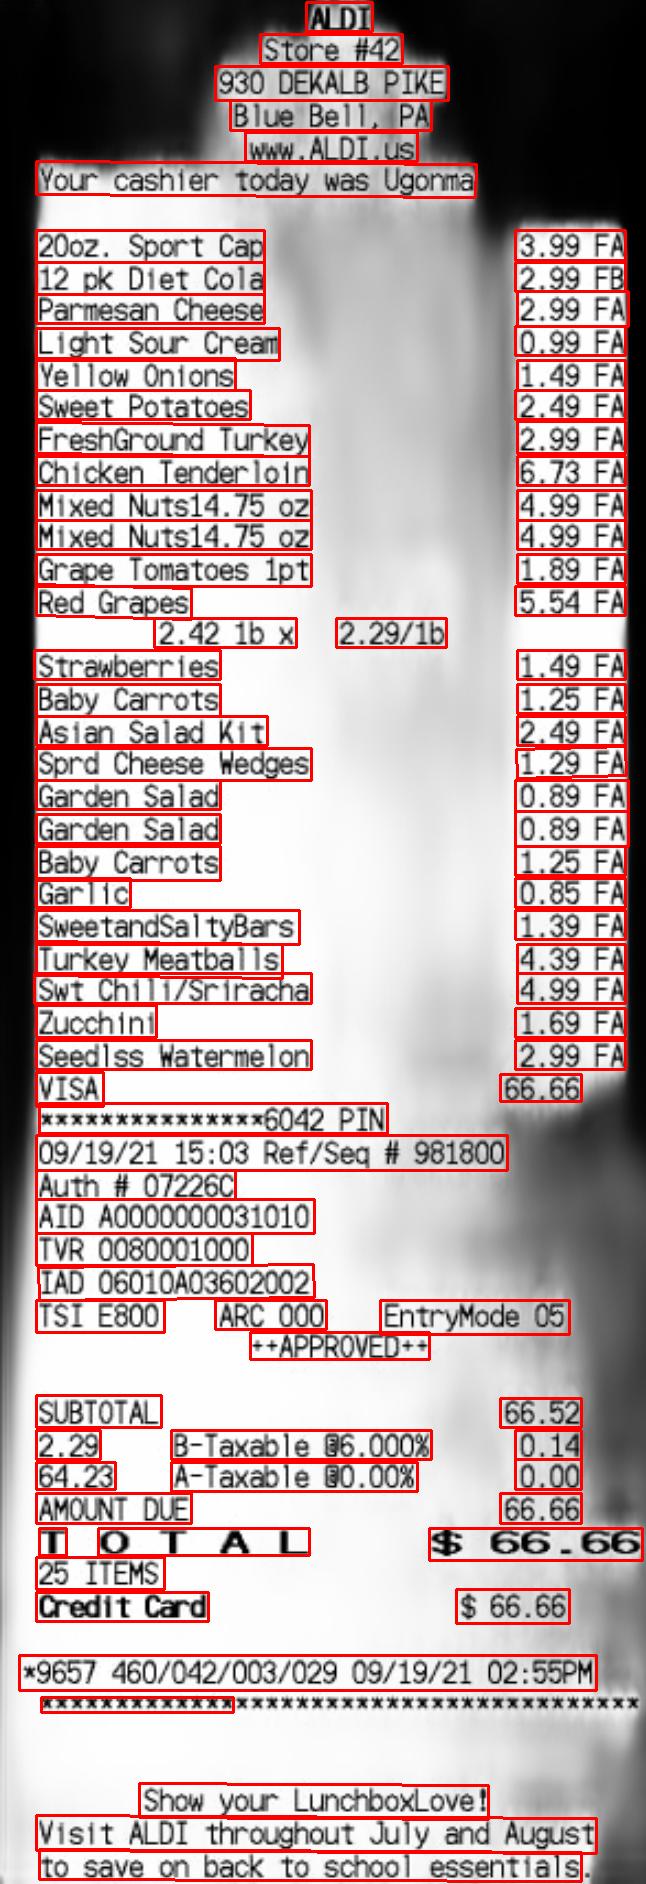 ALDI
Store #42
930 DEKALB PIKE
Blue Bell, PA
www.ALDI.us
Your cashier today was Ugonma
20oz. Sport Cap 3.99 FA
12 pk Diet Cola 2.99 FB
Parmesan Cheese 2.99 FA
Light Sour Cream 0.99 FA
Yellow Onions 1.49 FA
Sweet Potatoes 2.49 FA
FreshGround Turkey 2.99 FA
Chicken Tenderloin 6.73 FA
Mixed Nuts14.75 oz 4.99 FA
Mixed Nuts14.75 oz 4.99 FA
Grape Tomatoes 1pt 1.89 FA
Red Grapes 5.54 FA
2.42 lb x 2.29/lb
Strawberries 1.49 FA
Baby Carrots 1.25 FA
Asian Salad Kit 2.49 FA
Sprd Cheese Wedges 1.29 FA
Garden Salad 0.89 FA
Garden Salad 0.89 FA
Baby Carrots 1.25 FA
Garlic 0.85 FA
SweetandSaltyBars 1.39 FA
Turkey Meatballs 4.39 FA
Swt Chili/Sriracha 4.99 FA
Zucchini 1.69 FA
Seedlss Watermelon 2.99 FA
VISA 66.66
***************6042 PIN
09/19/21 15:03 Ref/Seq # 981800
Auth # 07226C
AID A0000000031010
TVR 0080001000
IAD 06010A03602002
TSI E800 ARC 000 EntryMode 05
++APPROVED++
SUBTOTAL 66.52
2.29 B-Taxable @6.000% 0.14
64.23 A-Taxable @0.00% 0.00
AMOUNT DUE 66.66
T O T A L $ 66.66
25 ITEMS
Credit Card $ 66.66
*9657 460/042/003/029 09/19/21 02:55PM
****************************************
Show your LunchboxLove!
Visit ALDI throughout July and August
to save on back to school essentials.